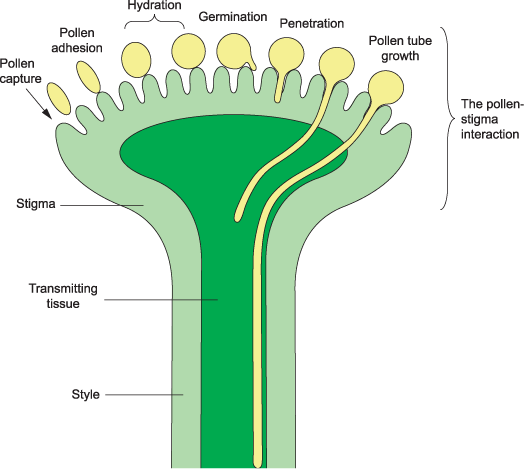 Hydration
Germination
Penetration
Pollen
adhesion
Pollen tube
growth
Pollen
capture
The pollen-
stigma
interaction
Stigma
Transmitting
tissue
Style